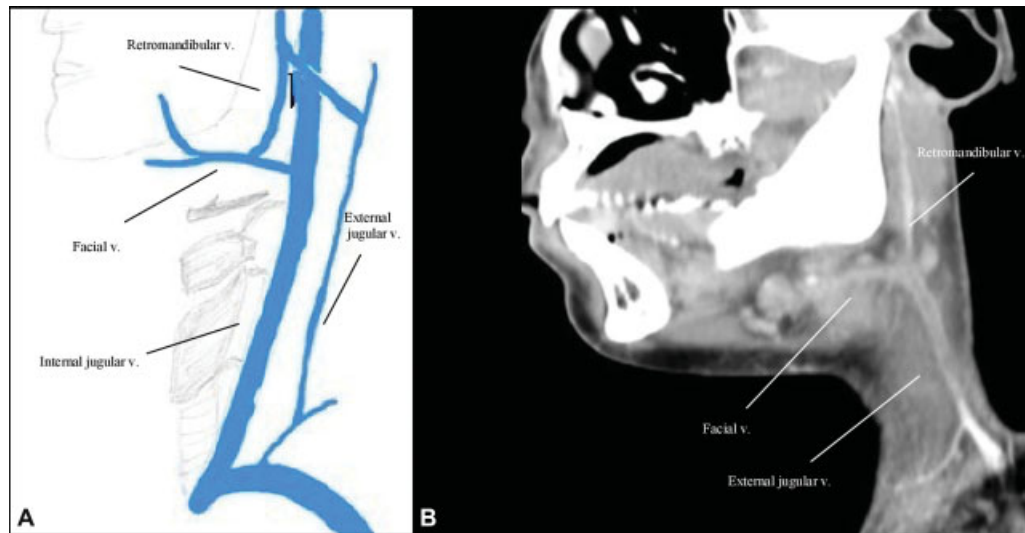 Retromandibular v.
Facial v.
External
jugular v.
Internal jugular v.
A
Retromandibular v.
Facial v.
External jugular v.
B